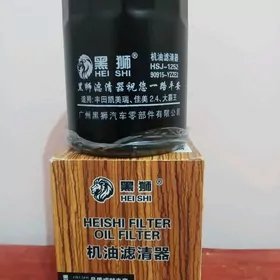 黑狮
HEI SHI
机油滤清器
HSJ-1252
90915-YZZD2
黑狮滤清器祝您一路平安
适用：丰田凯美瑞、佳美2.4、大霸王
广州黑狮汽车零部件有限公司
黑狮
HEI SHI
HEISHI FILTER
OIL FILTER
机油滤清器